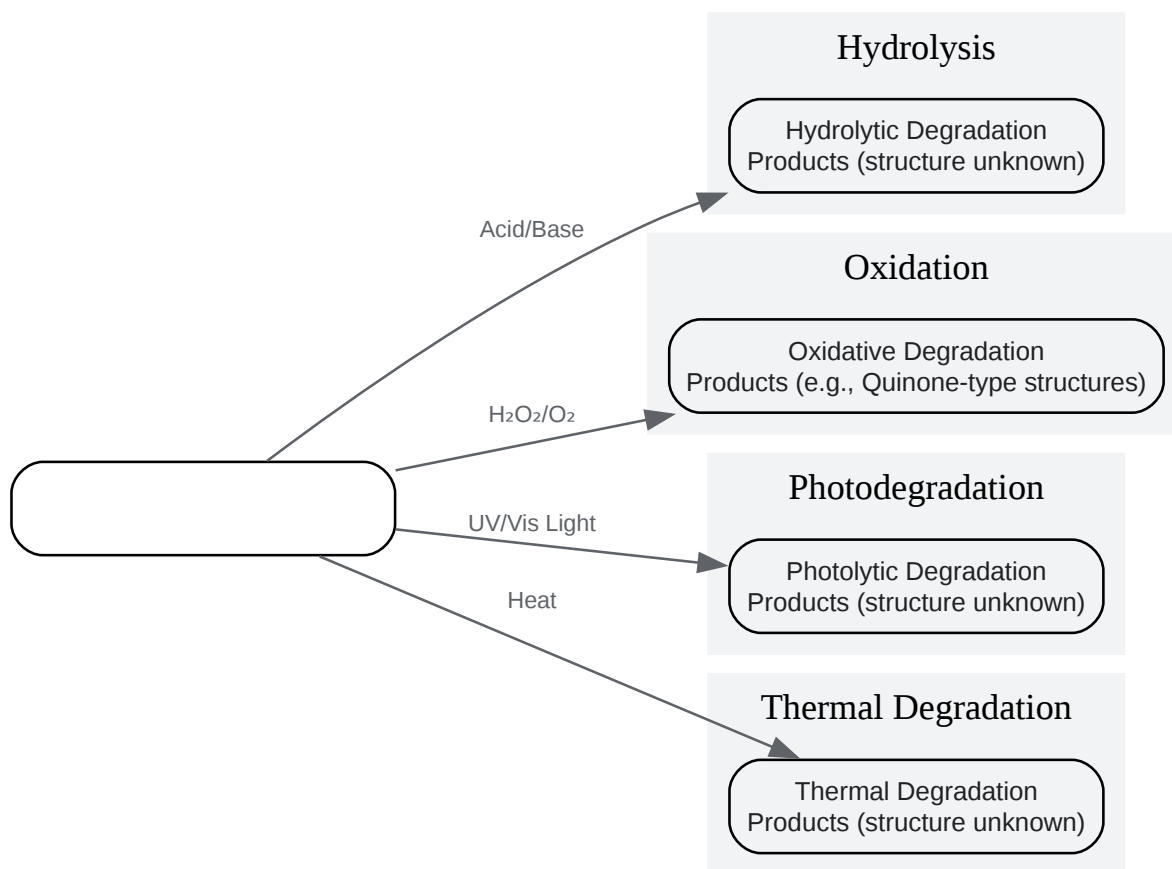 Hydrolysis
Hydrolytic Degradation
Products (structure unknown)
Acid/Base
Oxidation
Oxidative Degradation
Products (e.g., Quinone-type structures)
H₂O₂/O₂
Photodegradation
UV/Vis Light
Photolytic Degradation
Products (structure unknown)
Heat
Thermal Degradation
Thermal Degradation
Products (structure unknown)